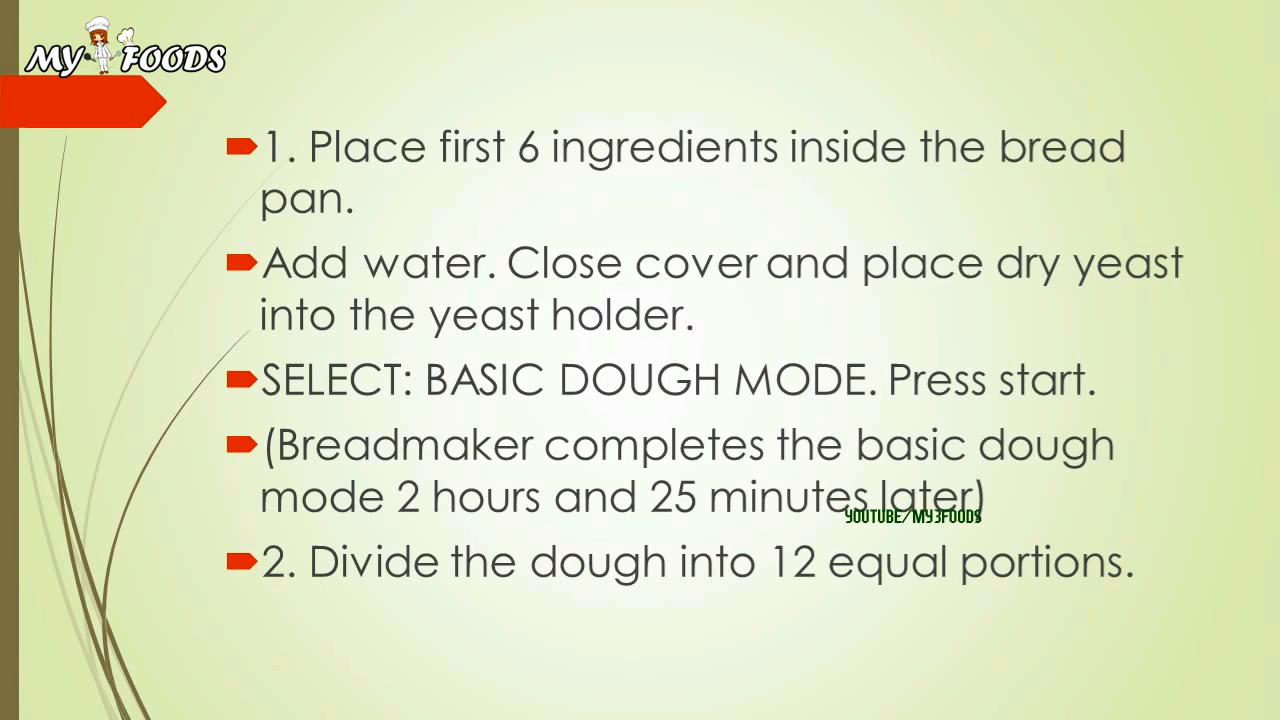 MY FOODS
1. Place first 6 ingredients inside the bread
pan.
Add water. Close cover and place dry yeast
into the yeast holder.
SELECT: BASIC DOUGH MODE. Press start.
(Breadmaker completes the basic dough
mode 2 hours and 25 minutes later)
YOUTUBE/MY3FOODS
2. Divide the dough into 12 equal portions.